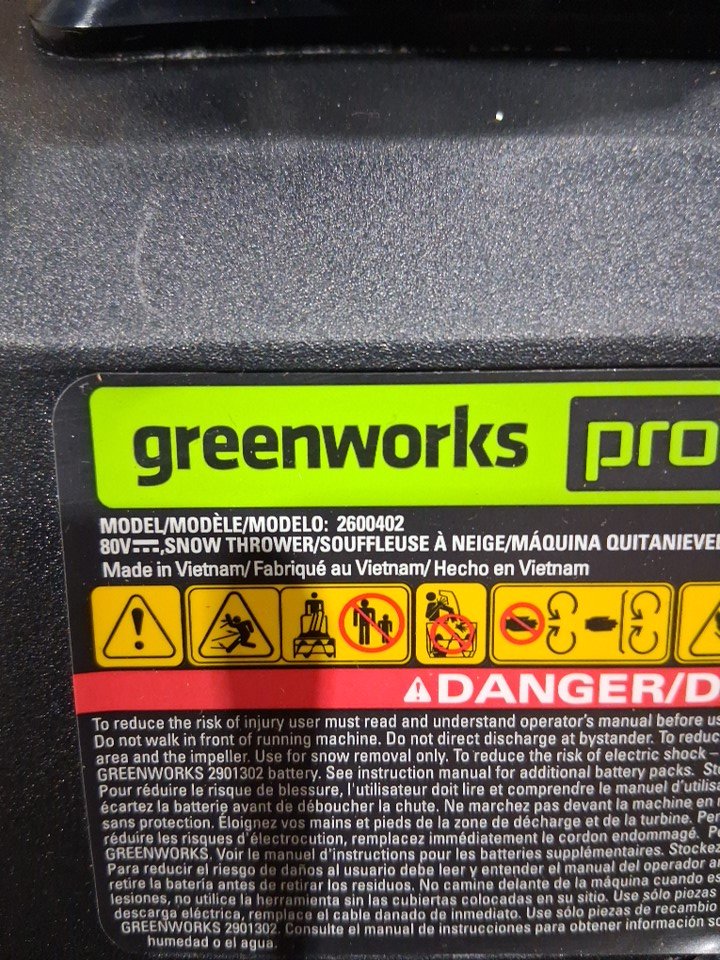 greenworks pro
MODEL/MODÈLE/MODELO: 2600402
80V⎓,SNOW THROWER/SOUFFLEUSE À NEIGE/MÁQUINA QUITANIEVE
Made in Vietnam/ Fabriqué au Vietnam/ Hecho en Vietnam
⚠DANGER/D
To reduce the risk of injury user must read and understand operator's manual before us
Do not walk in front of running machine. Do not direct discharge at bystander. To reduc
area and the impeller. Use for snow removal only. To reduce the risk of electric shock –
GREENWORKS 2901302 battery. See instruction manual for additional battery packs. Sto
Pour réduire le risque de blessure, l'utilisateur doit lire et comprendre le manuel d'utilisa
écartez la batterie avant de déboucher la chute. Ne marchez pas devant la machine en
sans protection. Éloignez vos mains et pieds de la zone de décharge et de la turbine. Per
réduire les risques d'électrocution, remplacez immédiatement le cordon endommagé. P
GREENWORKS. Voir le manuel d'instructions pour les batteries supplémentaires. Stockez
Para reducir el riesgo de daños al usuario debe leer y entender el manual del operador an
retire la batería antes de retirar los residuos. No camine delante de la máquina cuando es
lesiones, no utilice la herramienta sin las cubiertas colocadas en su sitio. Use sólo piezas
descarga eléctrica, remplace el cable danado de inmediato. Use sólo piezas de recambio
GREENWORKS 2901302. Consulte el manual de instrucciones para obtener información so
humedad o el agua.